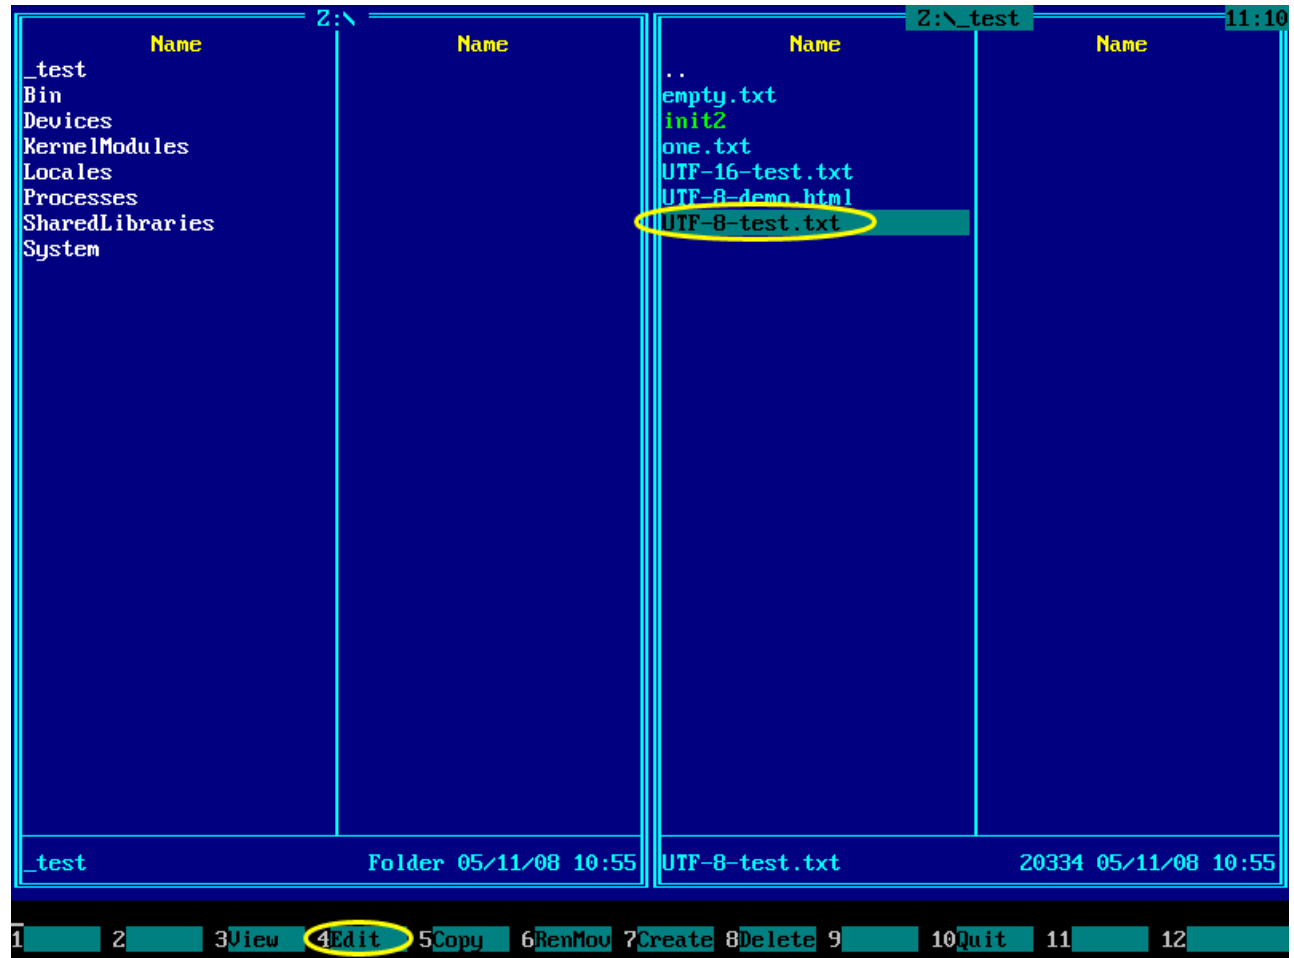 Z:\
Name Name
_test
Bin
Devices
KernelModules
Locales
Processes
SharedLibraries
System
_test Folder 05/11/08 10:55
Z:\_test 11:10
Name Name
..
empty.txt
init2
one.txt
UTF-16-test.txt
UTF-8-demo.html
UTF-8-test.txt
UTF-8-test.txt 20334 05/11/08 10:55
1 2 3View 4Edit 5Copy 6RenMov 7Create 8Delete 9 10Quit 11 12